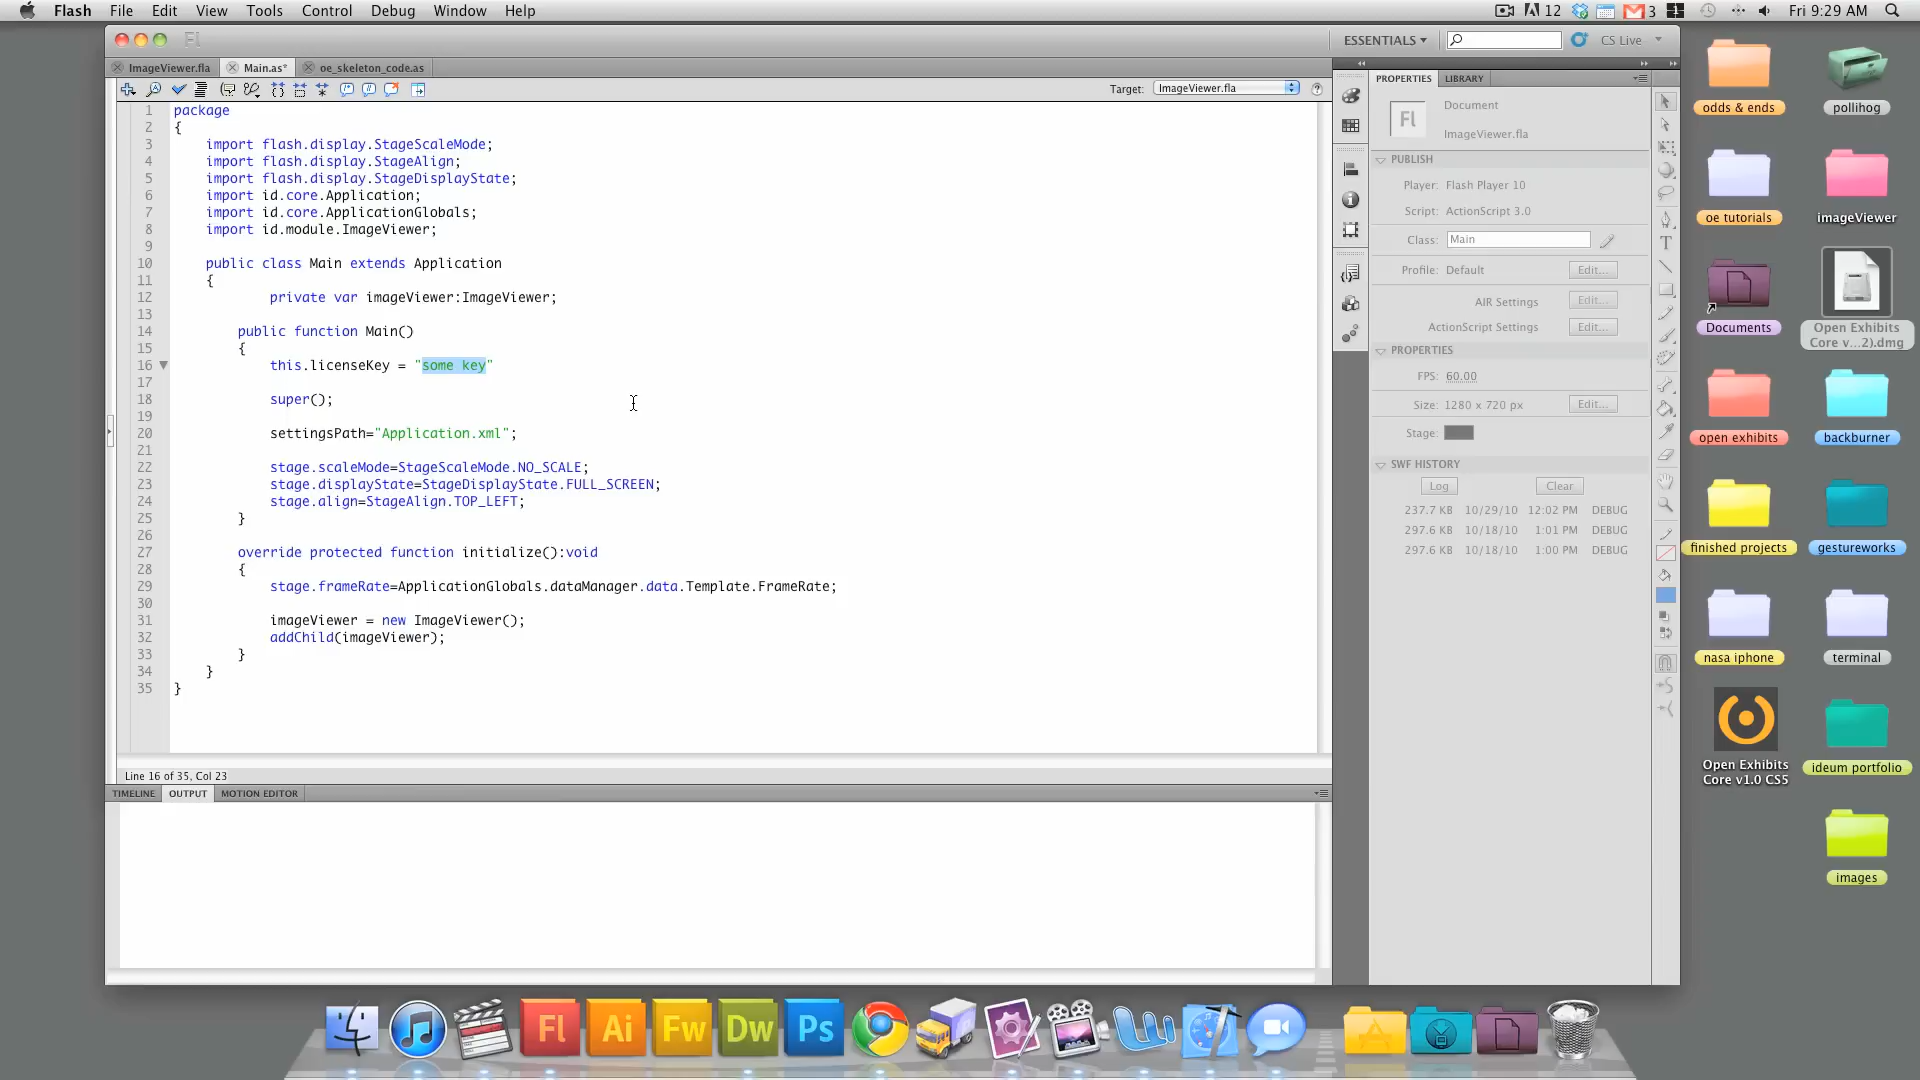 Flash File Edit View Tools Control Debug Window Help
12 3 1 Fri 9:29 AM
Fl ESSENTIALS CS Live
ImageViewer.fla Main.as* oe_skeleton_code.as
Target: ImageViewer.fla
1 package
2 {
3 import flash.display.StageScaleMode;
4 import flash.display.StageAlign;
5 import flash.display.StageDisplayState;
6 import id.core.Application;
7 import id.core.ApplicationGlobals;
8 import id.module.ImageViewer;
9
10 public class Main extends Application
11 {
12 private var imageViewer:ImageViewer;
13
14 public function Main()
15 {
16 this.licenseKey = "some key"
17
18 super();
19
20 settingsPath="Application.xml";
21
22 stage.scaleMode=StageScaleMode.NO_SCALE;
23 stage.displayState=StageDisplayState.FULL_SCREEN;
24 stage.align=StageAlign.TOP_LEFT;
25 }
26
27 override protected function initialize():void
28 {
29 stage.frameRate=ApplicationGlobals.dataManager.data.Template.FrameRate;
30
31 imageViewer = new ImageViewer();
32 addChild(imageViewer);
33 }
34 }
35 }
Line 16 of 35, Col 23
TIMELINE OUTPUT MOTION EDITOR
PROPERTIES LIBRARY
Fl Document
ImageViewer.fla
PUBLISH
Player: Flash Player 10
Script: ActionScript 3.0
Class: Main
Profile: Default Edit...
AIR Settings Edit...
ActionScript Settings Edit...
PROPERTIES
FPS: 60.00
Size: 1280 x 720 px Edit...
Stage:
SWF HISTORY
Log Clear
237.7 KB 10/29/10 12:02 PM DEBUG
297.6 KB 10/18/10 1:01 PM DEBUG
297.6 KB 10/18/10 1:00 PM DEBUG
odds & ends pollihog
oe tutorials imageViewer
Documents Open Exhibits
Core v...2).dmg
open exhibits backburner
finished projects gestureworks
nasa iphone terminal
Open Exhibits
Core v1.0 CS5
ideum portfolio
images
Fl Ai Fw Dw Ps